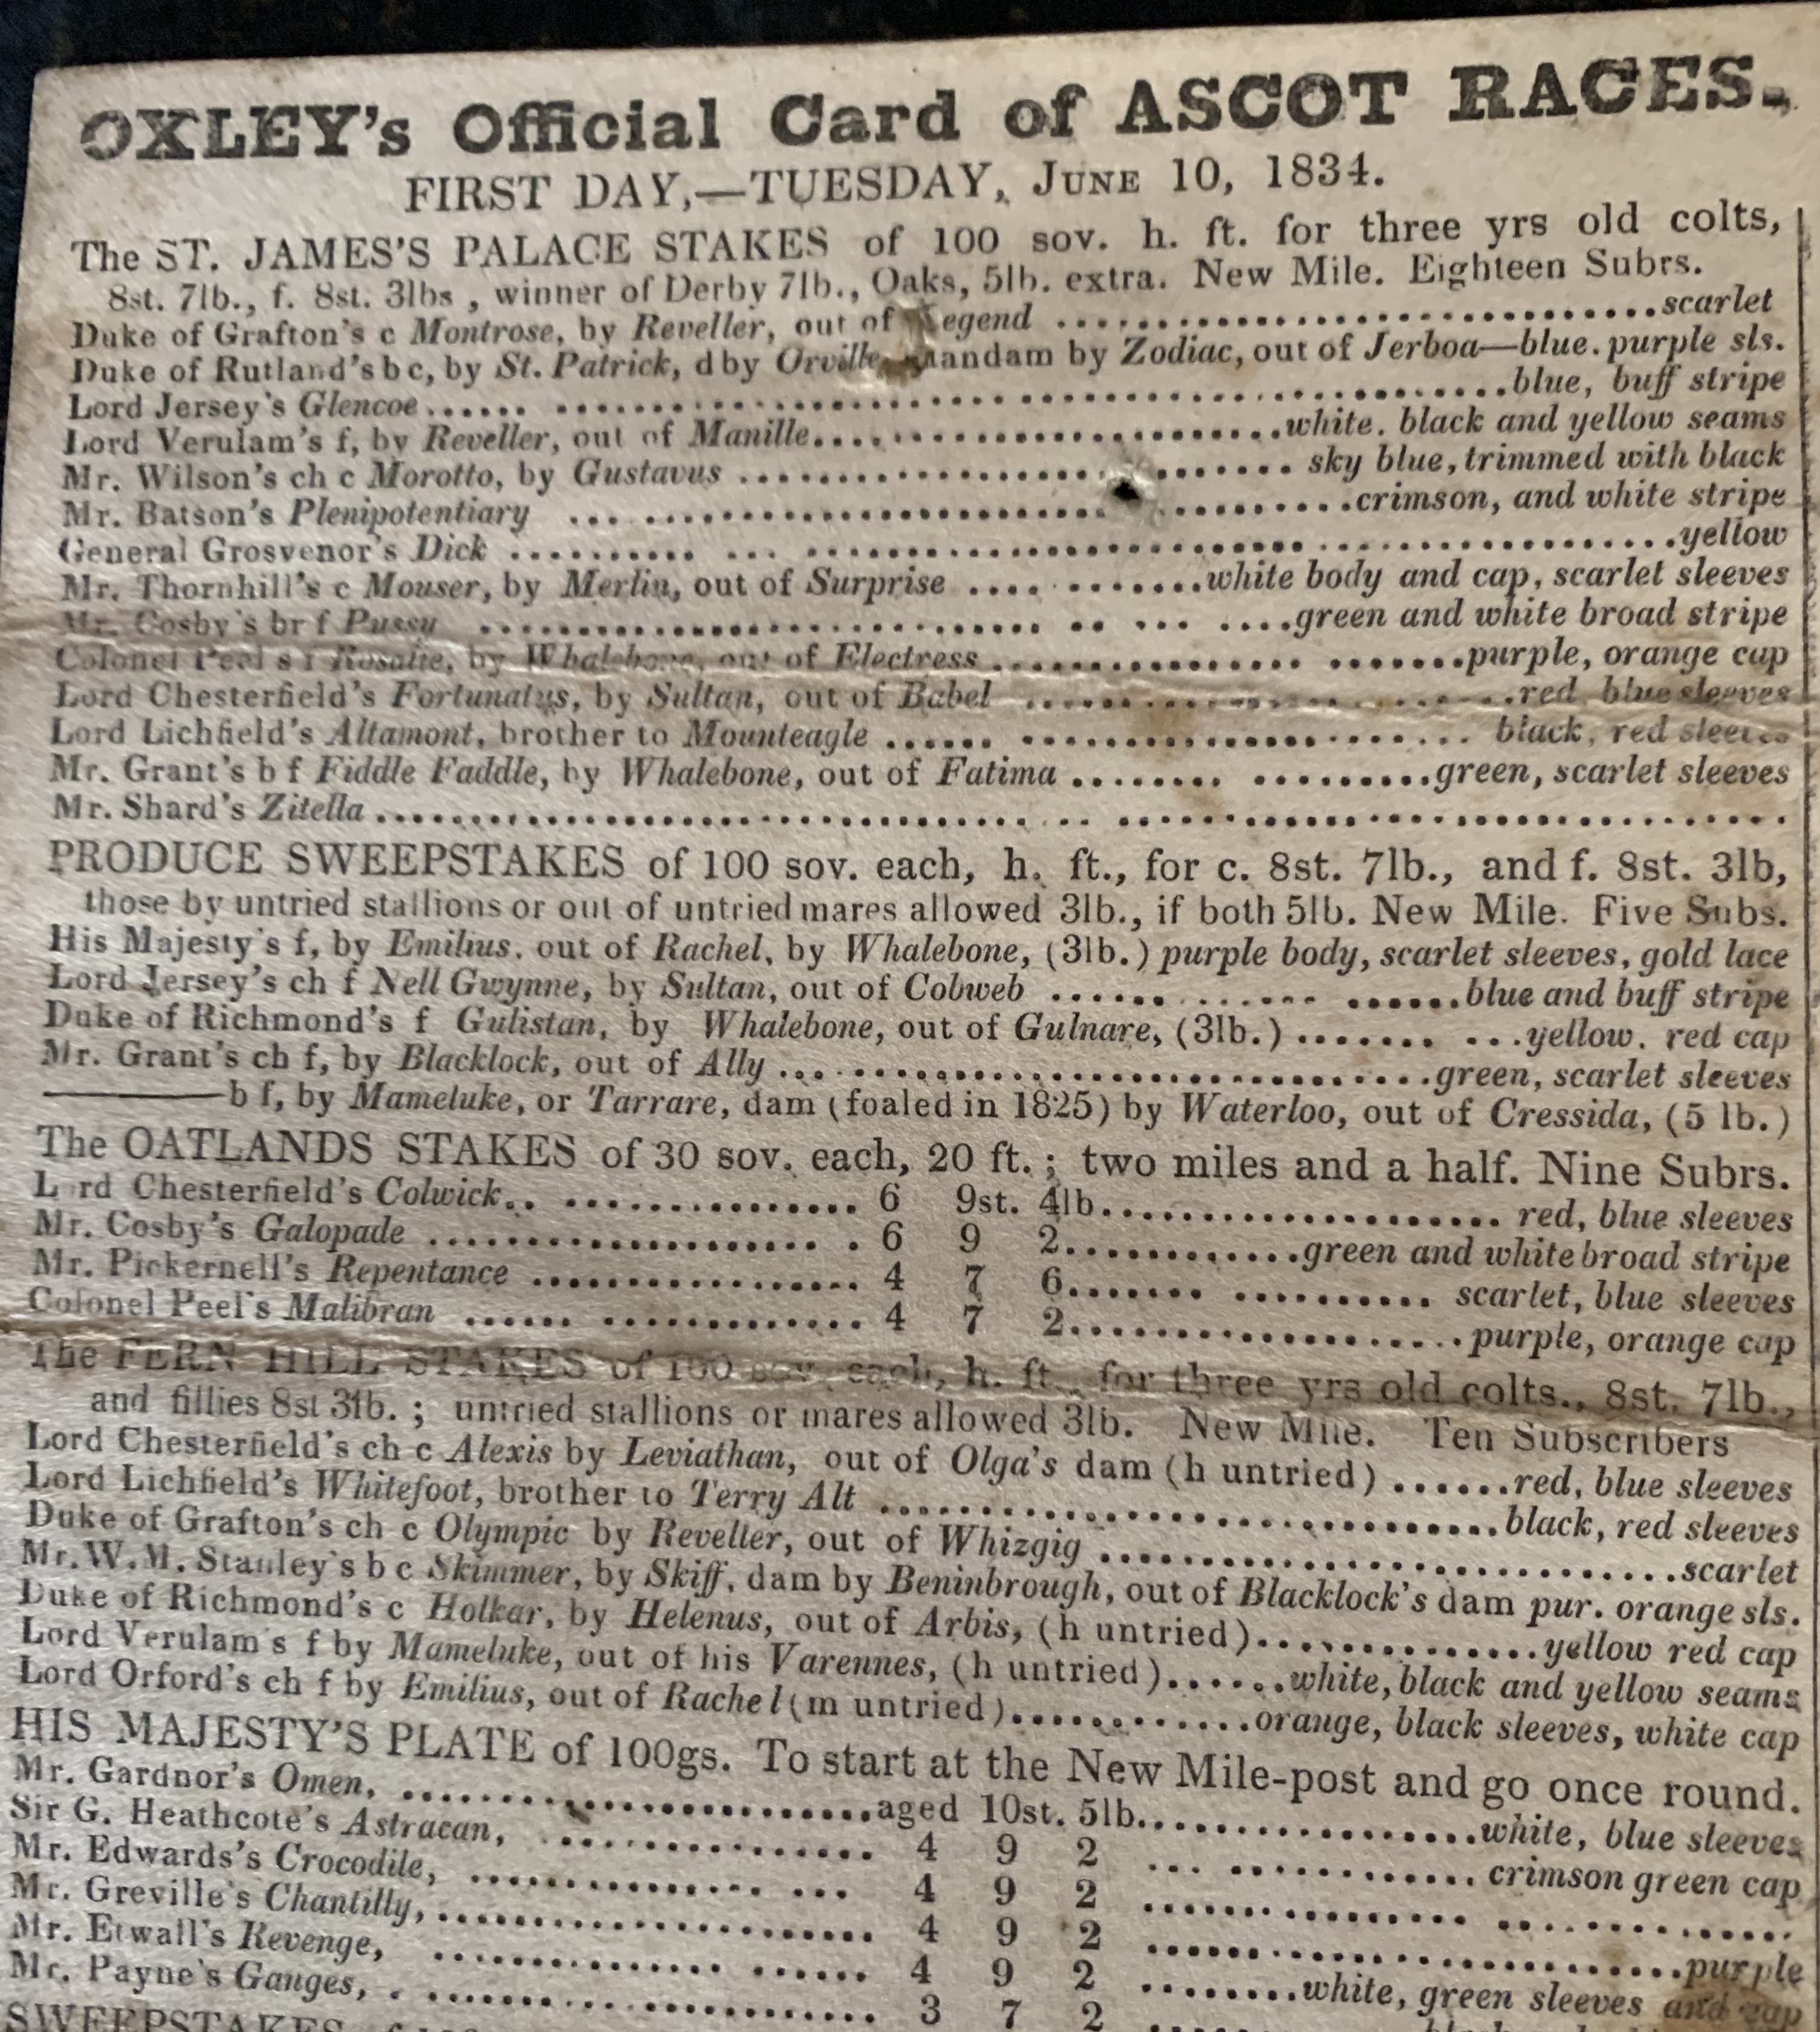 OXLEY's Official Card of ASCOT RACES.
FIRST DAY,—TUESDAY, JUNE 10, 1834.
The ST. JAMES'S PALACE STAKES of 100 sov. h. ft. for three yrs old colts,
8st. 7lb., f. 8st. 3lbs , winner of Derby 7lb., Oaks, 5lb. extra. New Mile. Eighteen Subrs.
Duke of Grafton's c Montrose, by Reveller, out of Legend ..............................scarlet
Duke of Rutland's b c, by St. Patrick, d by Orville, grandam by Zodiac, out of Jerboa—blue. purple sls.
Lord Jersey's Glencoe...... ..............................blue, buff stripe
Lord Verulam's f, by Reveller, out of Manille..............................white. black and yellow seams
Mr. Wilson's ch c Morotto, by Gustavus .............................. sky blue, trimmed with black
Mr. Batson's Plenipotentiary ... ..............................crimson, and white stripe
General Grosvenor's Dick .......... ... ..............................yellow
Mr. Thornhill's c Mouser, by Merlin, out of Surprise .... ........white body and cap, scarlet sleeves
Mr. Cosby's br f Pussy ........................... .. ... ....green and white broad stripe
Colonel Peel's f Rosalie, by Whalebone, out of Electress................ .......purple, orange cap
Lord Chesterfield's Fortunatus, by Sultan, out of Babel ..........................red, blue sleeves
Lord Lichfield's Altamont, brother to Mounteagle ...... ...................... black, red sleeves
Mr. Grant's b f Fiddle Faddle, by Whalebone, out of Fatima ........ .........green, scarlet sleeves
Mr. Shard's Zitella.................................. .. ..............................
PRODUCE SWEEPSTAKES of 100 sov. each, h. ft., for c. 8st. 7lb., and f. 8st. 3lb,
those by untried stallions or out of untried mares allowed 3lb., if both 5lb. New Mile. Five Subs.
His Majesty's f, by Emilius. out of Rachel, by Whalebone, (3lb.) purple body, scarlet sleeves, gold lace
Lord Jersey's ch f Nell Gwynne, by Sultan, out of Cobweb ...... ...... ......blue and buff stripe
Duke of Richmond's f Gulistan, by Whalebone, out of Gulnare, (3lb.) ....... ...yellow. red cap
Mr. Grant's ch f, by Blacklock, out of Ally ... ..............................green, scarlet sleeves
————b f, by Mameluke, or Tarrare, dam (foaled in 1825) by Waterloo, out of Cressida, (5 lb.)
The OATLANDS STAKES of 30 sov. each, 20 ft. ; two miles and a half. Nine Subrs.
Lord Chesterfield's Colwick.. ............... 6 9st. 4lb....................... red, blue sleeves
Mr. Cosby's Galopade ..................... . 6 9 2.............green and white broad stripe
Mr. Pickernell's Repentance ................. 4 7 6....... .......... scarlet, blue sleeves
Colonel Peel's Malibran ...... .............. 4 7 2.....................purple, orange cap
The FERN HILL STAKES of 100 sov. each, h. ft., for three yrs old colts., 8st. 7lb.,
and fillies 8st 3lb. ; untried stallions or mares allowed 3lb. New Mile. Ten Subscribers
Lord Chesterfield's ch c Alexis by Leviathan, out of Olga's dam (h untried) ......red, blue sleeves
Lord Lichfield's Whitefoot, brother to Terry Alt ..............................black, red sleeves
Duke of Grafton's ch c Olympic by Reveller, out of Whizgig ..............................scarlet
Mr. W. M. Stanley's b c Skimmer, by Skiff, dam by Beninbrough, out of Blacklock's dam pur. orange sls.
Duke of Richmond's c Holkar, by Helenus, out of Arbis, (h untried)................yellow red cap
Lord Verulam's f by Mameluke, out of his Varennes, (h untried)......white, black and yellow seams
Lord Orford's ch f by Emilius, out of Rachel (m untried).............orange, black sleeves, white cap
HIS MAJESTY'S PLATE of 100gs. To start at the New Mile-post and go once round.
Mr. Gardnor's Omen, ..........................aged 10st. 5lb...................white, blue sleeves
Sir G. Heathcote's Astracan, ................. 4 9 2 ... ............ crimson green cap
Mr. Edwards's Crocodile, ............... ... 4 9 2 ................ ..............
Mr. Greville's Chantilly,...................... 4 9 2 ..............................purple
Mr. Etwall's Revenge, .............. ...... 4 9 2 ........white, green sleeves and cap
Mr. Payne's Ganges, . ...................... 3 7 2
SWEEPSTAKES